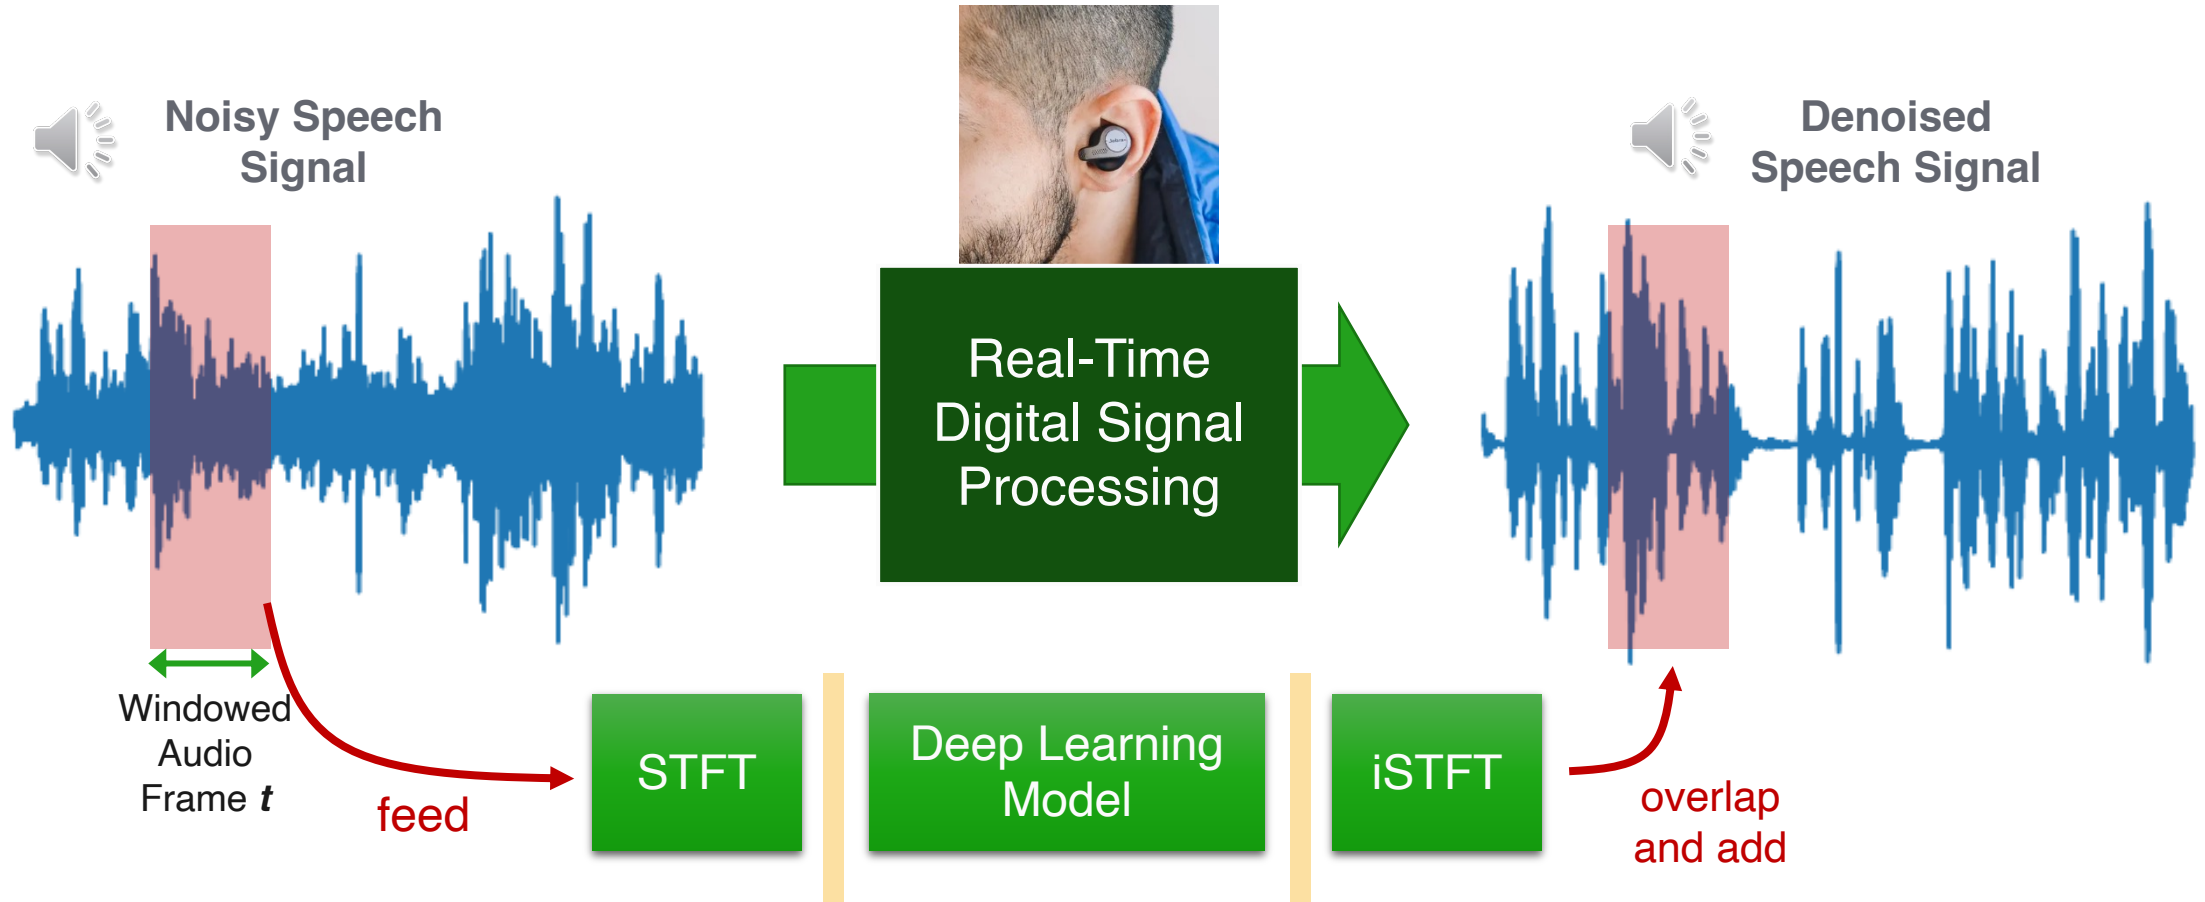 Noisy Speech
Signal
Denoised
Speech Signal
Real-Time
Digital Signal
Processing
Windowed
Audio
Frame t
feed
STFT
Deep Learning
Model
iSTFT
overlap
and add